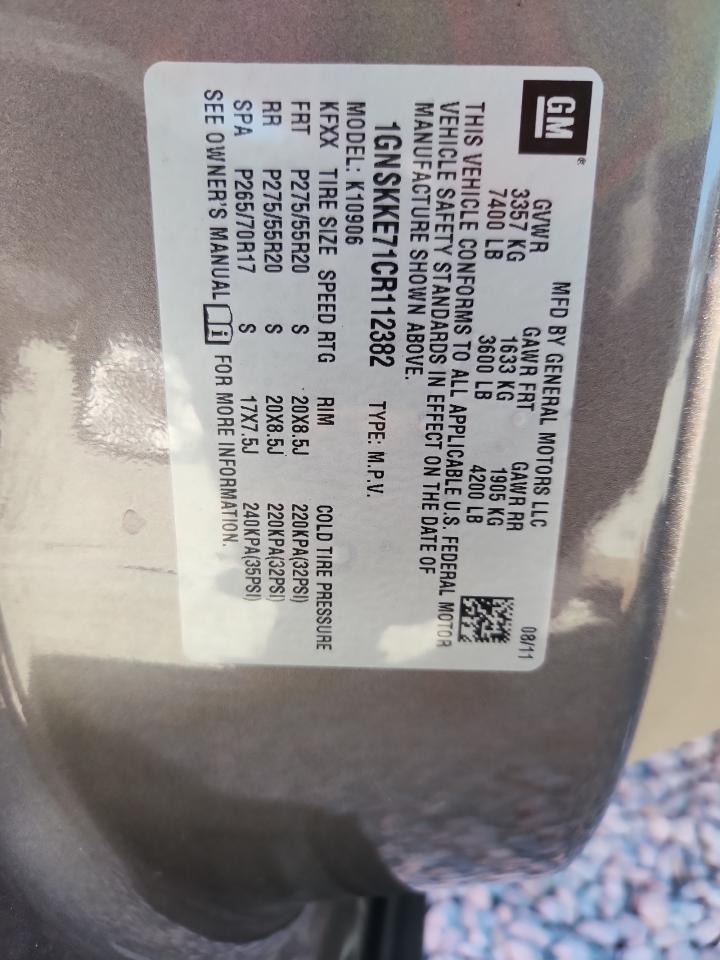 GM®
MFD BY GENERAL MOTORS LLC 08/11
GVWR GAWR FRT GAWR RR
3357 KG 1633 KG 1905 KG
7400 LB 3600 LB 4200 LB
THIS VEHICLE CONFORMS TO ALL APPLICABLE U.S. FEDERAL MOTOR
VEHICLE SAFETY STANDARDS IN EFFECT ON THE DATE OF
MANUFACTURE SHOWN ABOVE.
1GNSKKE71CR112382 TYPE: M.P.V.
MODEL: K10906
KFXX TIRE SIZE SPEED RTG RIM COLD TIRE PRESSURE
FRT P275/55R20 S 20X8.5J 220KPA(32PSI)
RR P275/55R20 S 20X8.5J 220KPA(32PSI)
SPA P265/70R17 S 17X7.5J 240KPA(35PSI)
SEE OWNER'S MANUAL i FOR MORE INFORMATION.